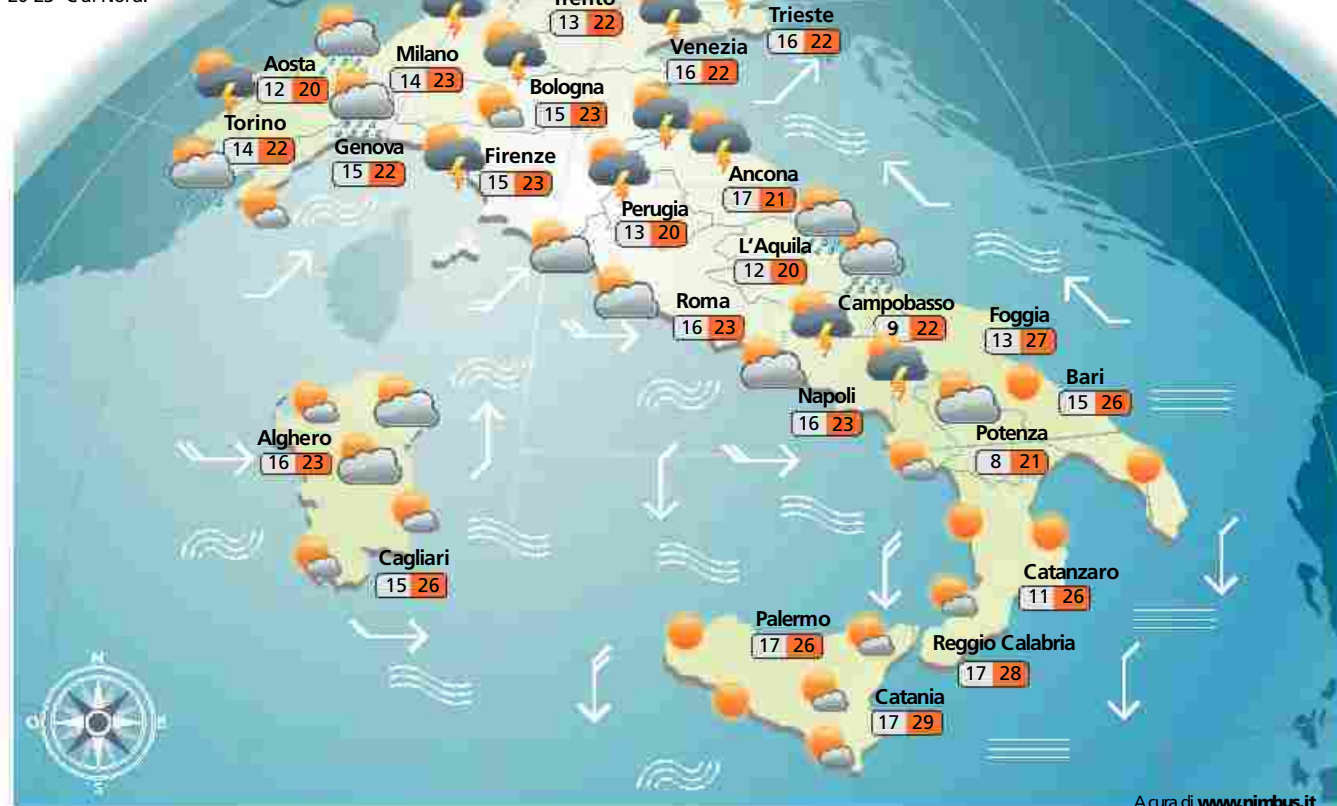 20-25 °C al Nord.
Trento
13 22
Trieste
16 22
Venezia
16 22
Milano
14 23
Aosta
12 20
Bologna
15 23
Torino
14 22
Genova
15 22
Firenze
15 23
Ancona
17 21
Perugia
13 20
L'Aquila
12 20
Roma
16 23
Campobasso
9 22
Foggia
13 27
Bari
15 26
Napoli
16 23
Potenza
8 21
Alghero
16 23
Cagliari
15 26
Catanzaro
11 26
Palermo
17 26
Reggio Calabria
17 28
Catania
17 29
N
O E
S
A cura di www.nimbus.it